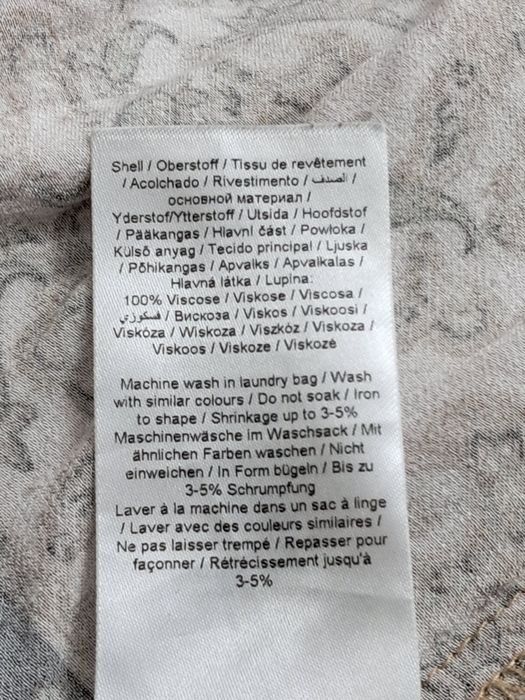 Shell / Oberstoff / Tissu de revêtement
/ Acolchado / Rivestimento / الصدف /
основной материал /
Yderstof/Ytterstoff / Utsida / Hoofdstof
/ Pääkangas / Hlavní část / Powłoka /
Külső anyag / Tecido principal / Ljuska
/ Põhikangas / Apvalks / Apvalkalas /
Hlavná látka / Lupina:
100% Viscose / Viskose / Viscosa /
فسكوزي / Вискоза / Viskos / Viskoosi /
Viskóza / Wiskoza / Viszkóz / Viskoza /
Viskoos / Viskoze / Viskozė
Machine wash in laundry bag / Wash
with similar colours / Do not soak / Iron
to shape / Shrinkage up to 3-5%
Maschinenwäsche im Waschsack / Mit
ähnlichen Farben waschen / Nicht
einweichen / In Form bügeln / Bis zu
3-5% Schrumpfung
Laver à la machine dans un sac à linge
/ Laver avec des couleurs similaires /
Ne pas laisser trempé / Repasser pour
façonner / Rétrécissement jusqu'à
3-5%